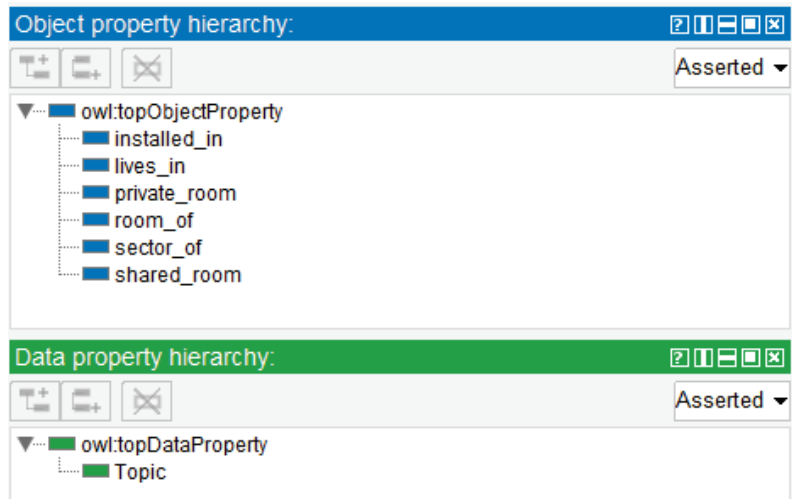 Object property hierarchy:
Asserted
owl:topObjectProperty
installed_in
lives_in
private_room
room_of
sector_of
shared_room
Data property hierarchy:
Asserted
owl:topDataProperty
Topic